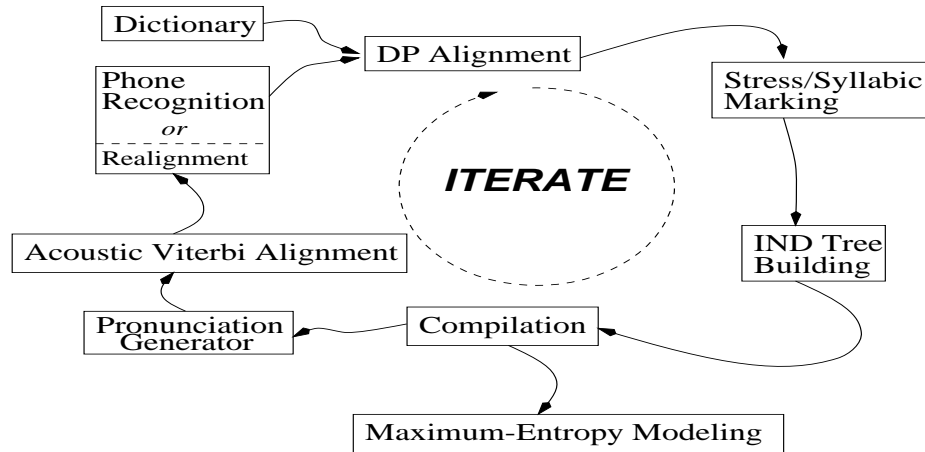 Dictionary
DP Alignment
Phone
Recognition
or
Realignment
Stress/Syllabic
Marking
ITERATE
Acoustic Viterbi Alignment
IND Tree
Building
Pronunciation
Generator
Compilation
Maximum-Entropy Modeling